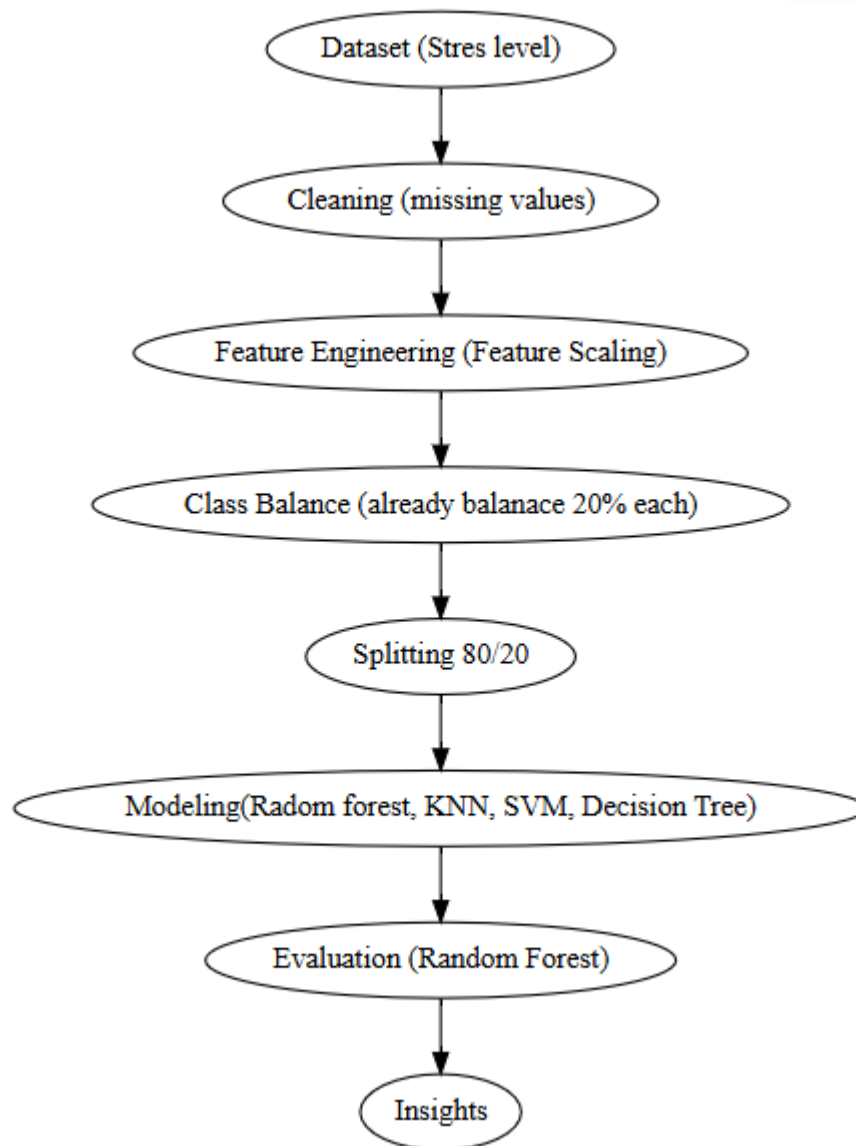 Dataset (Stres level)
Cleaning (missing values)
Feature Engineering (Feature Scaling)
Class Balance (already balanace 20% each)
Splitting 80/20
Modeling(Radom forest, KNN, SVM, Decision Tree)
Evaluation (Random Forest)
Insights